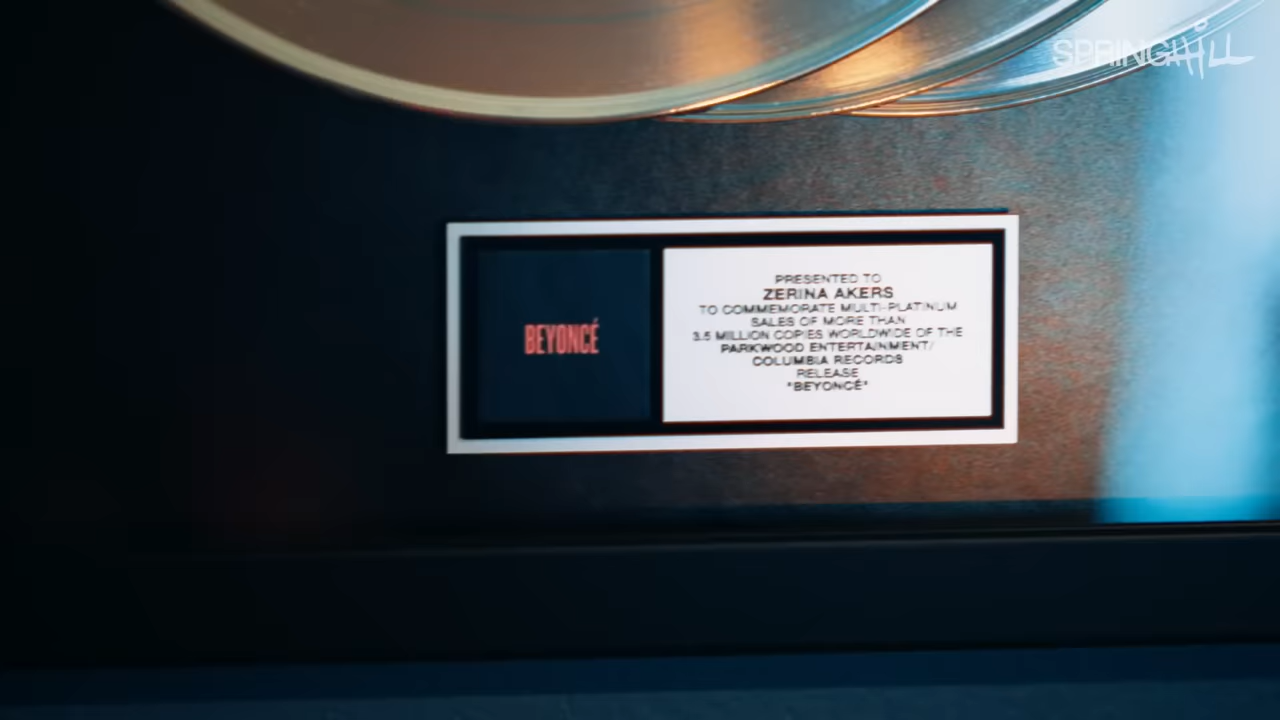 SPRINGHILL
BEYONCÉ
PRESENTED TO
ZERINA AKERS
TO COMMEMORATE MULTI-PLATINUM
SALES OF MORE THAN
3.5 MILLION COPIES WORLDWIDE OF THE
PARKWOOD ENTERTAINMENT/
COLUMBIA RECORDS
RELEASE
"BEYONCÉ"